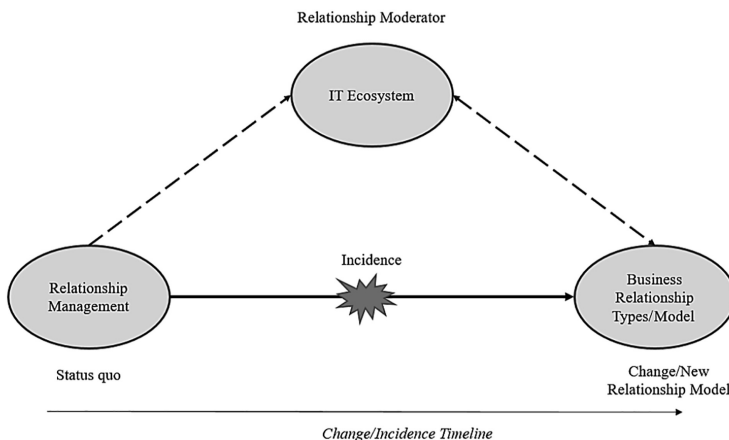 Relationship Moderator
IT Ecosystem
Incidence
Relationship
Management
Business
Relationship
Types/Model
Status quo
Change/New
Relationship Model
Change/Incidence Timeline